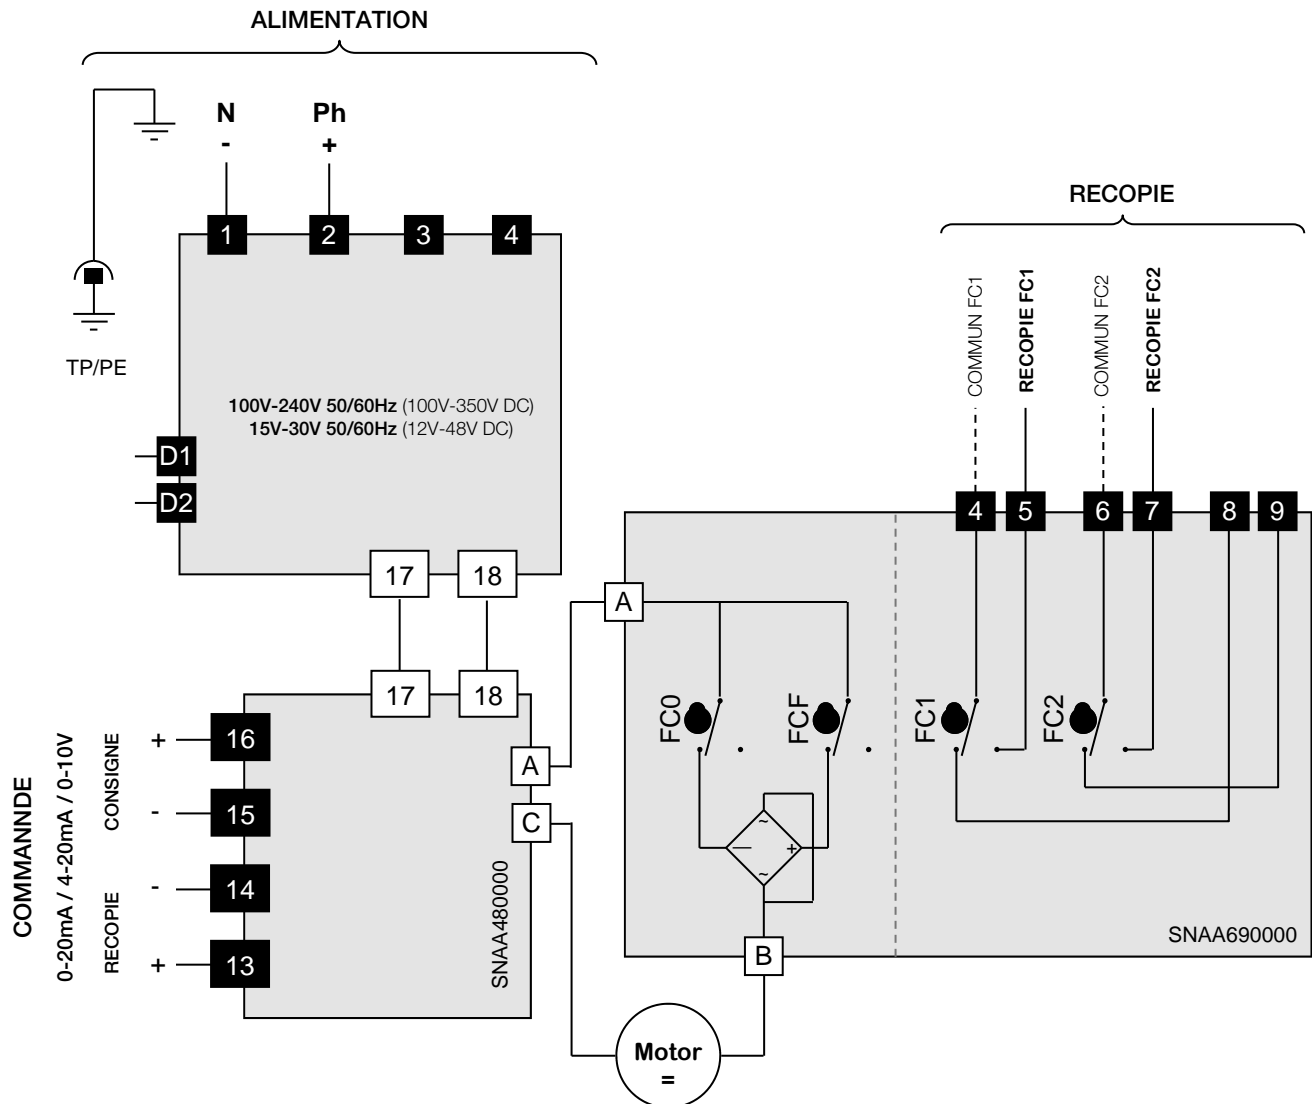 ALIMENTATION
N
-
Ph
+
1
2
3
4
TP/PE
100V-240V 50/60Hz (100V-350V DC)
15V-30V 50/60Hz (12V-48V DC)
D1
D2
17
18
RECOPIE
COMMUN FC1
RECOPIE FC1
COMMUN FC2
RECOPIE FC2
4
5
6
7
8
9
A
FC0
FCF
FC1
FC2
~
—
+
~
B
SNAA690000
17
18
COMMANNDE
0-20mA / 4-20mA / 0-10V
CONSIGNE
RECOPIE
+
16
-
15
-
14
+
13
A
C
SNAA480000
Motor
=